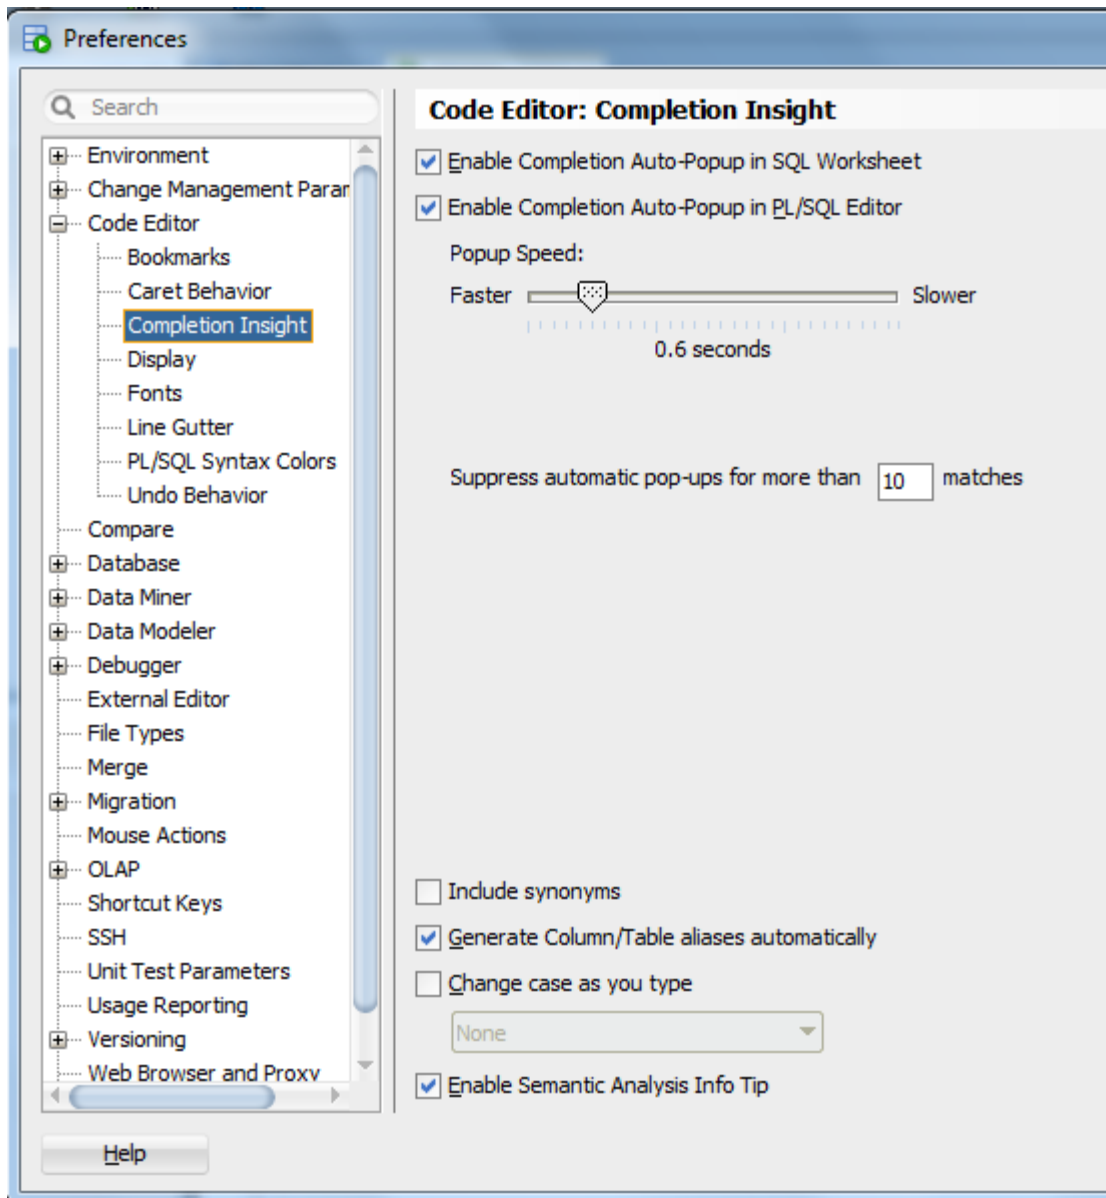 Preferences
Search
Environment
Change Management Param
Code Editor
Bookmarks
Caret Behavior
Completion Insight
Display
Fonts
Line Gutter
PL/SQL Syntax Colors
Undo Behavior
Compare
Database
Data Miner
Data Modeler
Debugger
External Editor
File Types
Merge
Migration
Mouse Actions
OLAP
Shortcut Keys
SSH
Unit Test Parameters
Usage Reporting
Versioning
Web Browser and Proxy
Help
Code Editor: Completion Insight
Enable Completion Auto-Popup in SQL Worksheet
Enable Completion Auto-Popup in PL/SQL Editor
Popup Speed:
Faster Slower
0.6 seconds
Suppress automatic pop-ups for more than 10 matches
Include synonyms
Generate Column/Table aliases automatically
Change case as you type
None
Enable Semantic Analysis Info Tip